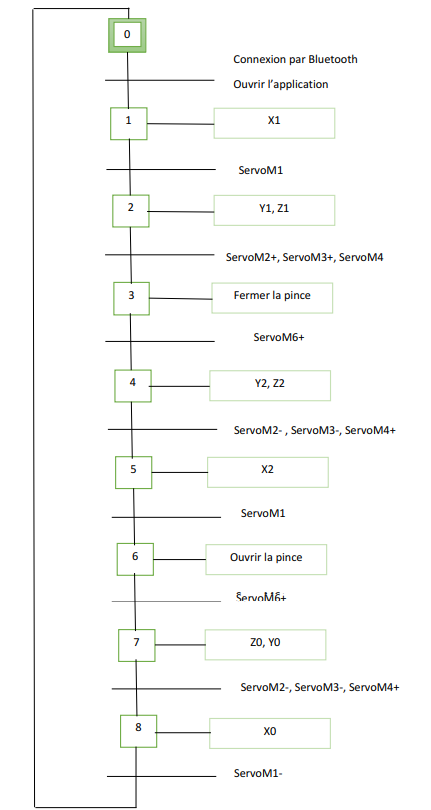 0
Connexion par Bluetooth
Ouvrir l'application
1
X1
ServoM1
2
Y1, Z1
ServoM2+, ServoM3+, ServoM4
3
Fermer la pince
ServoM6+
4
Y2, Z2
ServoM2- , ServoM3-, ServoM4+
5
X2
ServoM1
6
Ouvrir la pince
ServoM6+
7
Z0, Y0
ServoM2-, ServoM3-, ServoM4+
8
X0
ServoM1-